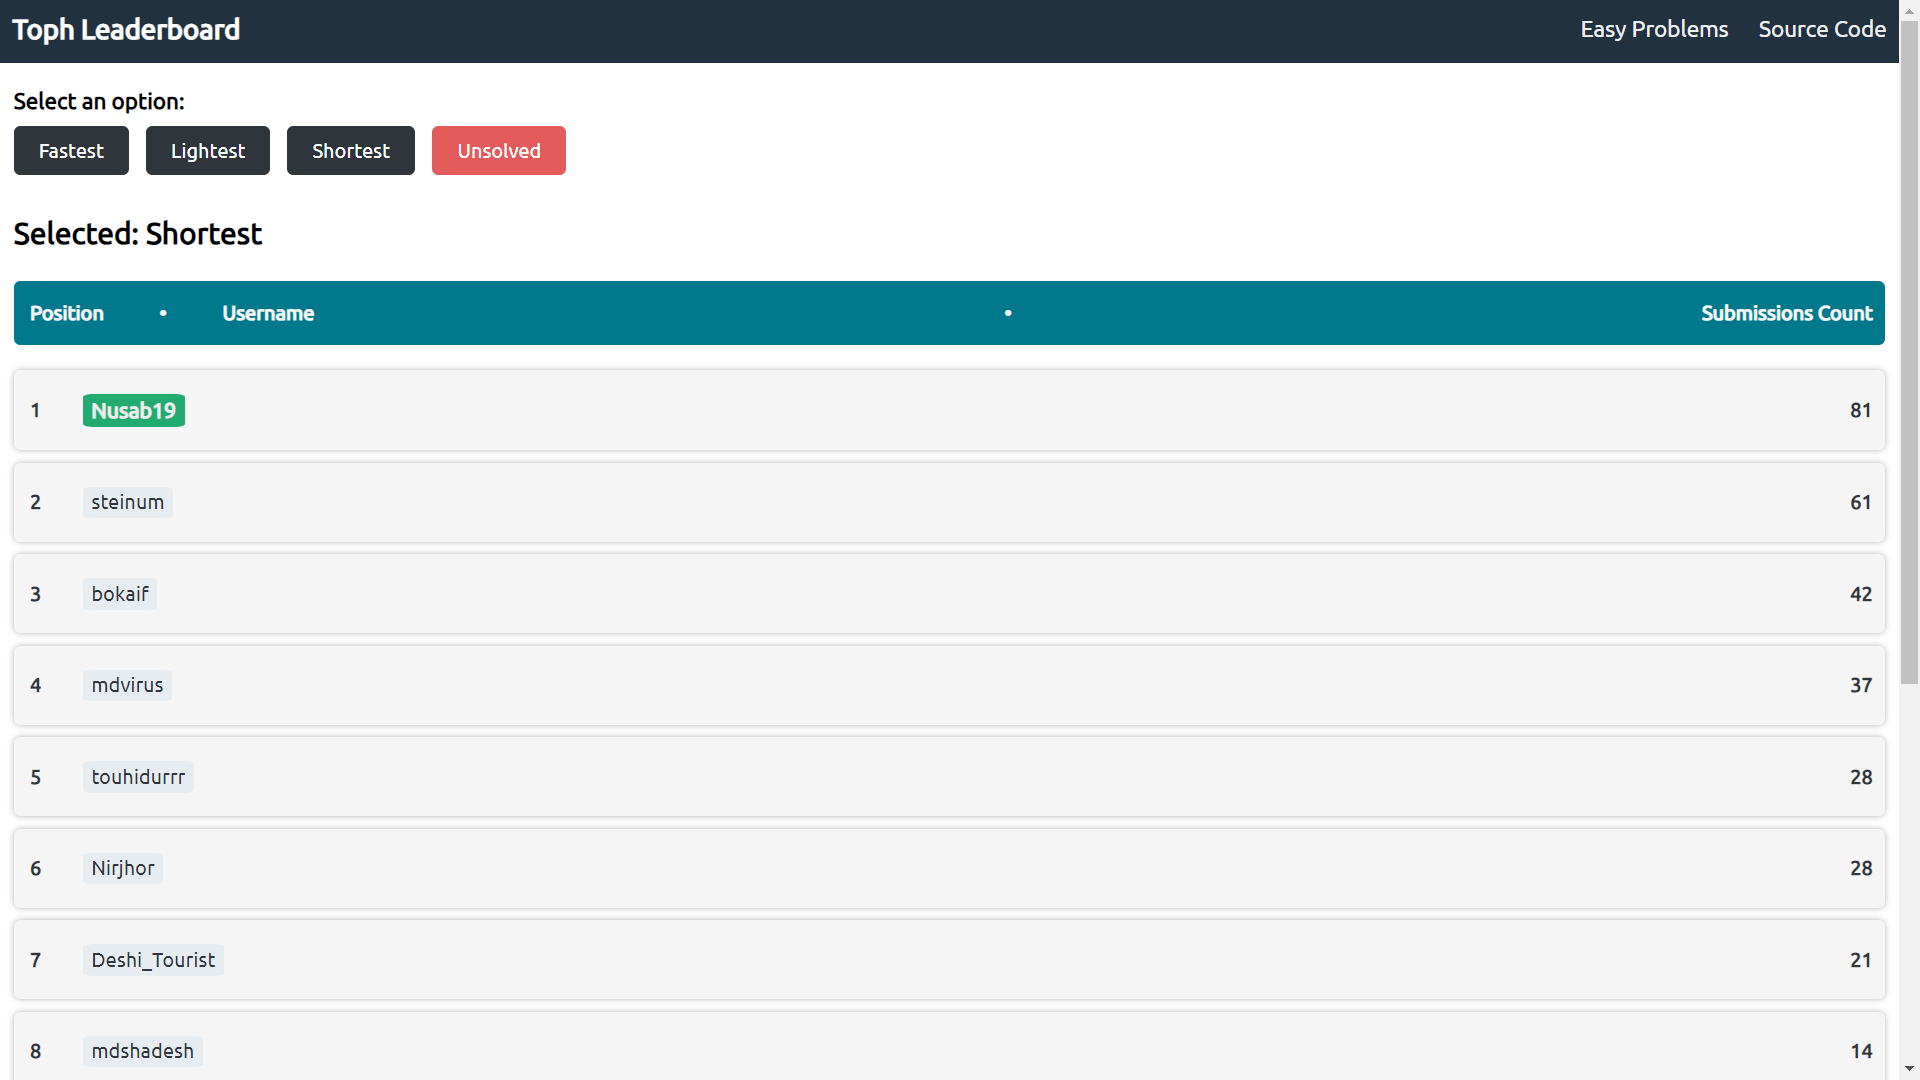 Toph Leaderboard Easy Problems Source Code
Select an option:
Fastest Lightest Shortest Unsolved
Selected: Shortest
Position • Username • Submissions Count
1 Nusab19 81
2 steinum 61
3 bokaif 42
4 mdvirus 37
5 touhidurrr 28
6 Nirjhor 28
7 Deshi_Tourist 21
8 mdshadesh 14